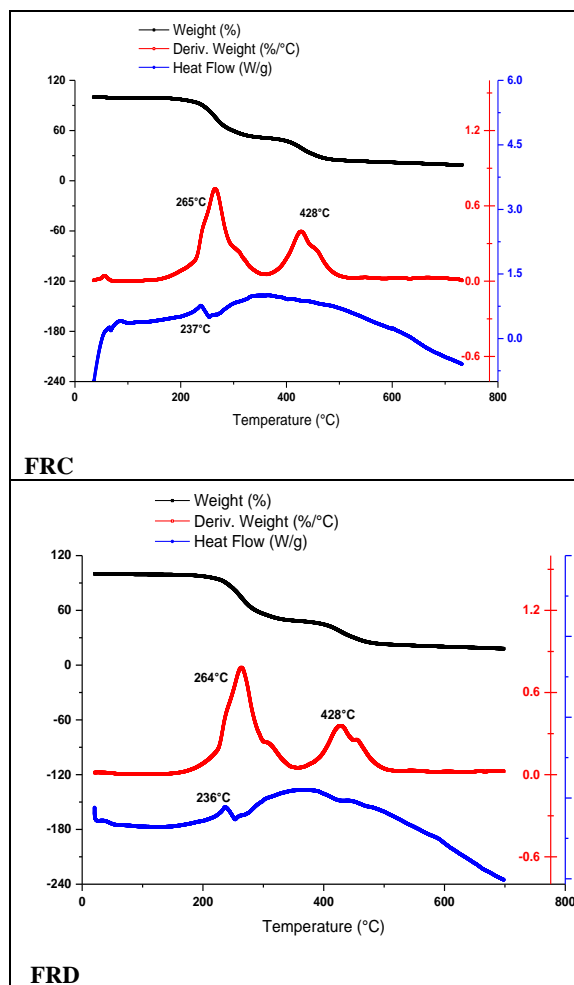 Weight (%)
Deriv. Weight (%/°C)
Heat Flow (W/g)
120
60
0
-60
-120
-180
-240
0
200
400
600
800
Temperature (°C)
1.2
0.6
0.0
-0.6
6.0
4.5
3.0
1.5
0.0
265°C
428°C
237°C
FRC
Weight (%)
Deriv. Weight (%/°C)
Heat Flow (W/g)
120
60
0
-60
-120
-180
-240
0
200
400
600
800
Temperature (°C)
1.2
0.6
0.0
-0.6
264°C
428°C
236°C
FRD